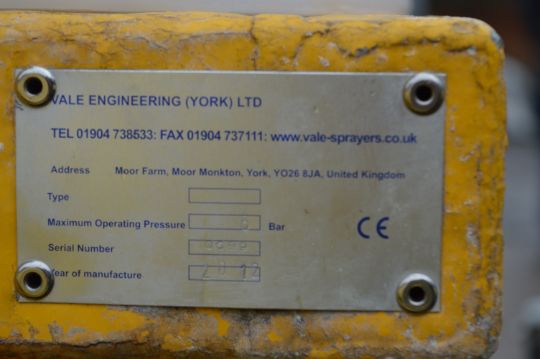 VALE ENGINEERING (YORK) LTD
TEL 01904 738533: FAX 01904 737111: www.vale-sprayers.co.uk
Address Moor Farm, Moor Monkton, York, YO26 8JA, United Kingdom
Type
Maximum Operating Pressure Bar
CE
Serial Number
Year of manufacture 2012